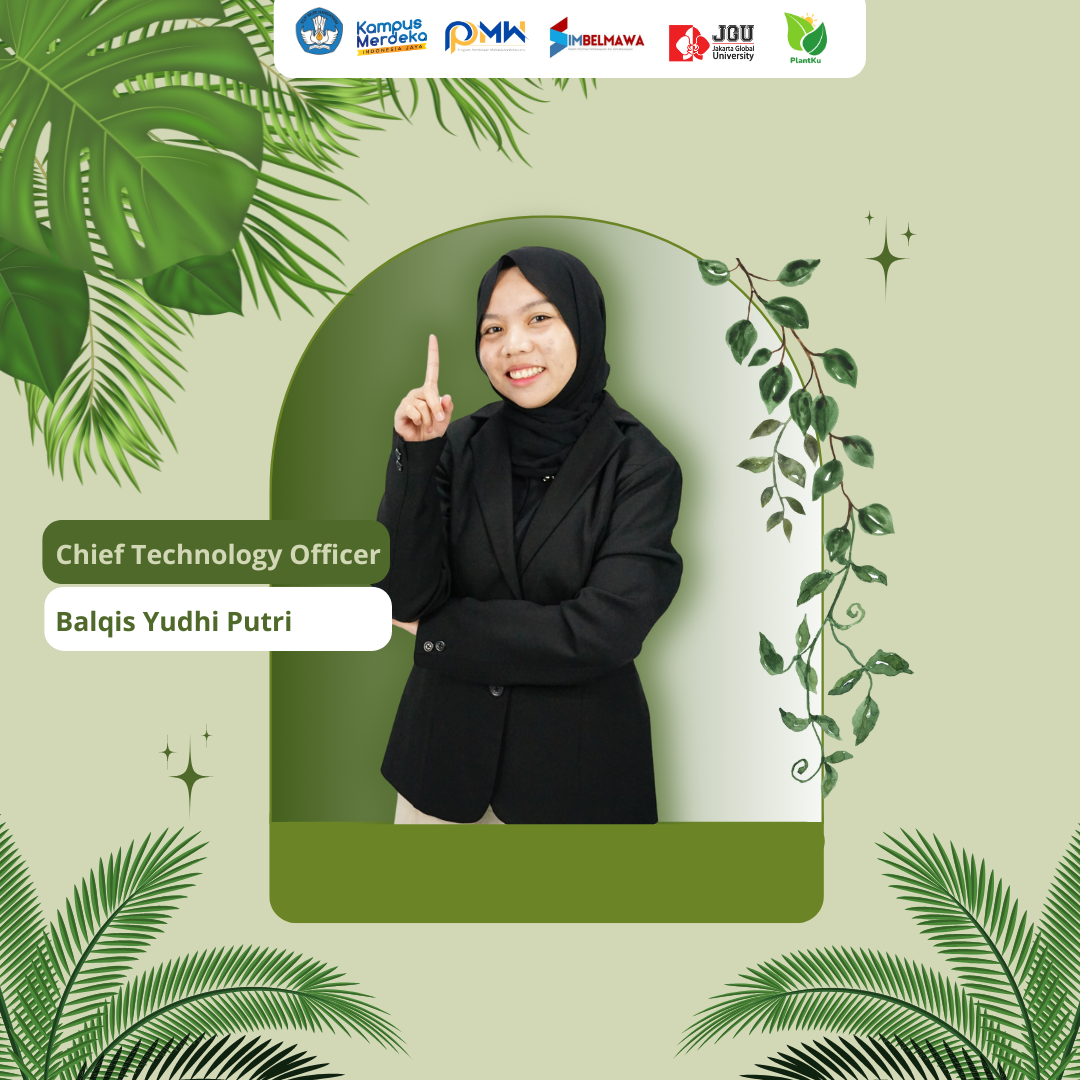 Kampus
Merdeka
INDONESIA JAYA
PMW
SIMBELMAWA
JGU
Jakarta Global
University
PlantKu
Chief Technology Officer
Balqis Yudhi Putri